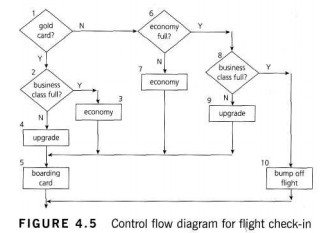 1
gold
card?
N
6
economy
full?
Y
Y
N
8
business
class full?
Y
2
business
class full?
Y
7
economy
3
economy
N
N
9
upgrade
4
upgrade
5
boarding
card
10
bump off
flight
FIGURE 4.5 Control flow diagram for flight check-in